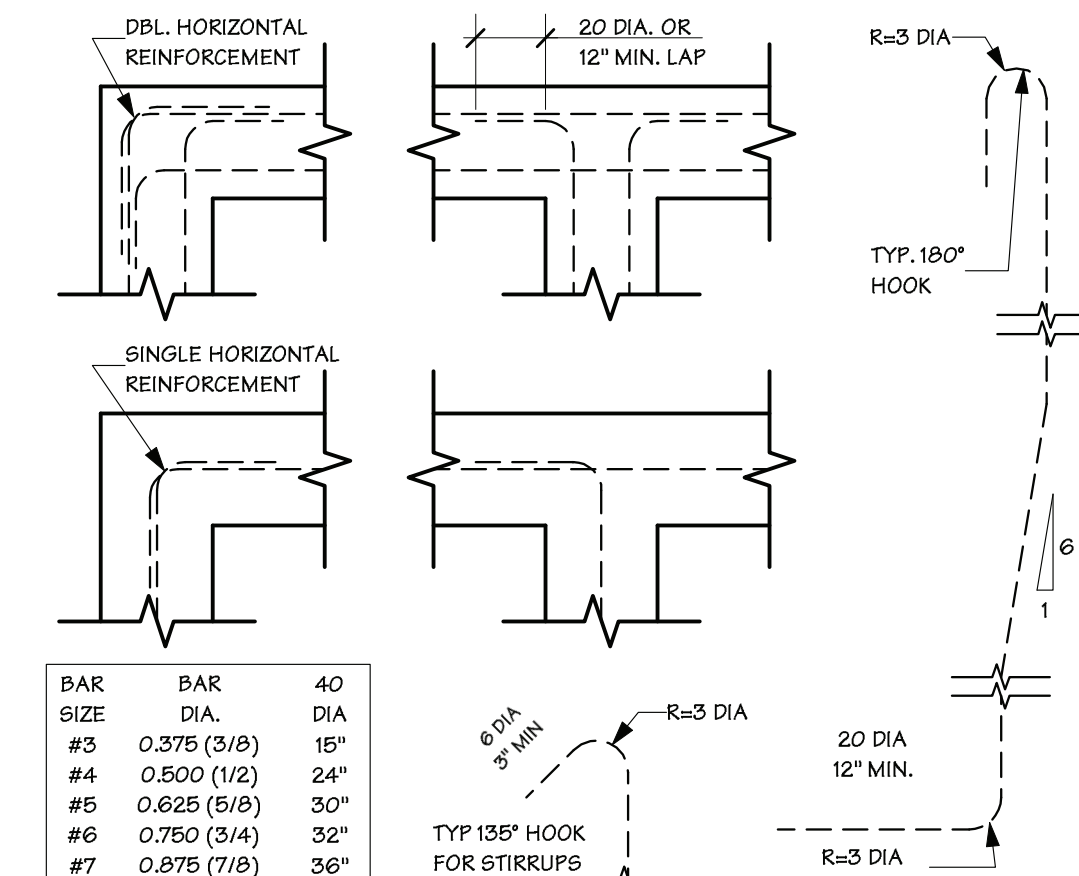 DBL. HORIZONTAL
REINFORCEMENT
20 DIA. OR
12" MIN. LAP
R=3 DIA
TYP. 180°
HOOK
SINGLE HORIZONTAL
REINFORCEMENT
6
1
BAR BAR 40
SIZE DIA. DIA
#3 0.375 (3/8) 15"
#4 0.500 (1/2) 24"
#5 0.625 (5/8) 30"
#6 0.750 (3/4) 32"
#7 0.875 (7/8) 36"
6 DIA
3" MIN
R=3 DIA
TYP 135° HOOK
FOR STIRRUPS
20 DIA
12" MIN.
R=3 DIA